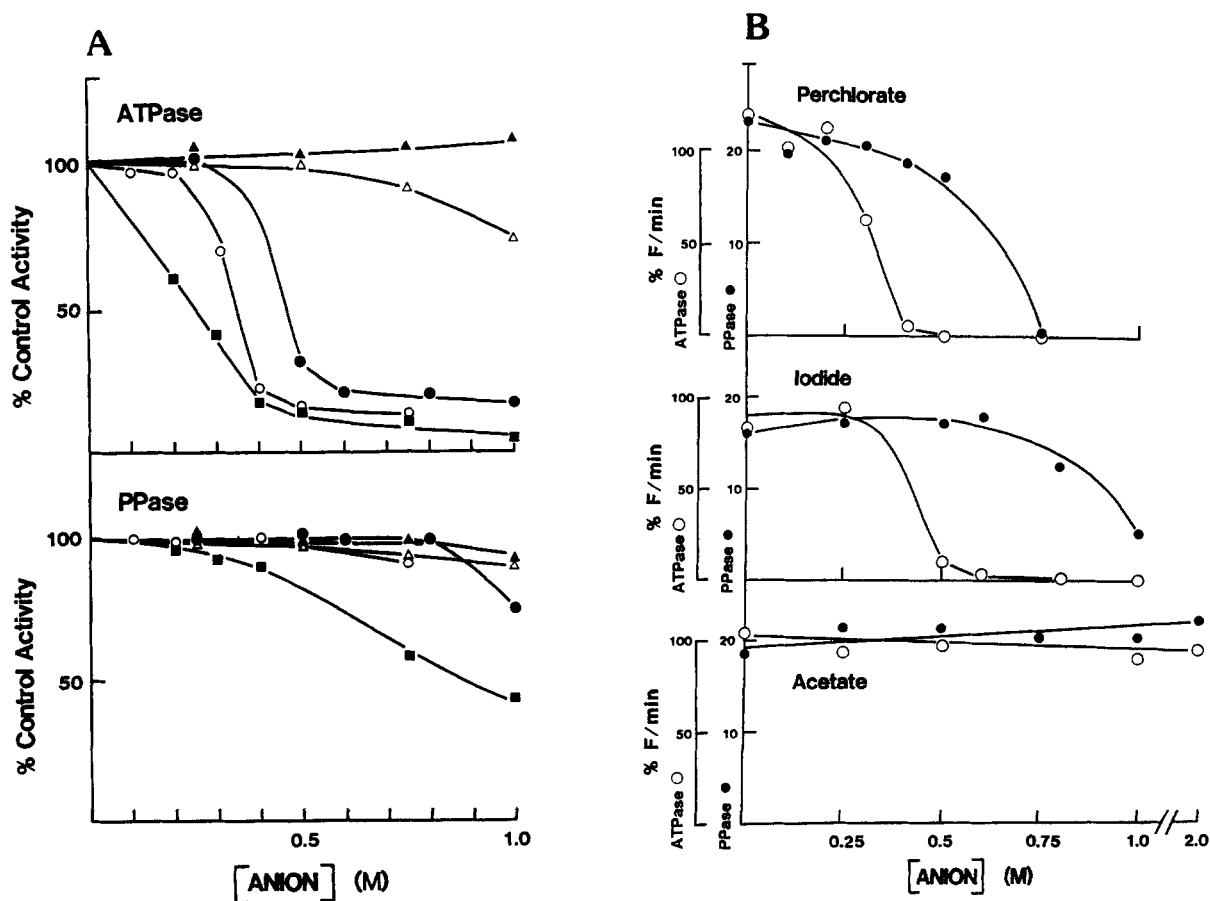 A
ATPase
100
50
% Control Activity
PPase
100
50
% Control Activity
0.5
1.0
[ANION] (M)
B
Perchlorate
100
50
20
10
% F/min
ATPase ○
PPase ●
Iodide
100
50
20
10
% F/min
ATPase ○
PPase ●
Acetate
100
50
20
10
% F/min
ATPase ○
PPase ●
0.25
0.5
0.75
1.0
2.0
[ANION] (M)